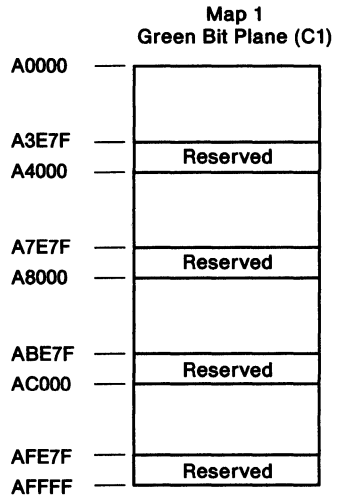 Map 1
Green Bit Plane (C1)
A0000
A3E7F
Reserved
A4000
A7E7F
Reserved
A8000
ABE7F
Reserved
AC000
AFE7F
Reserved
AFFFF